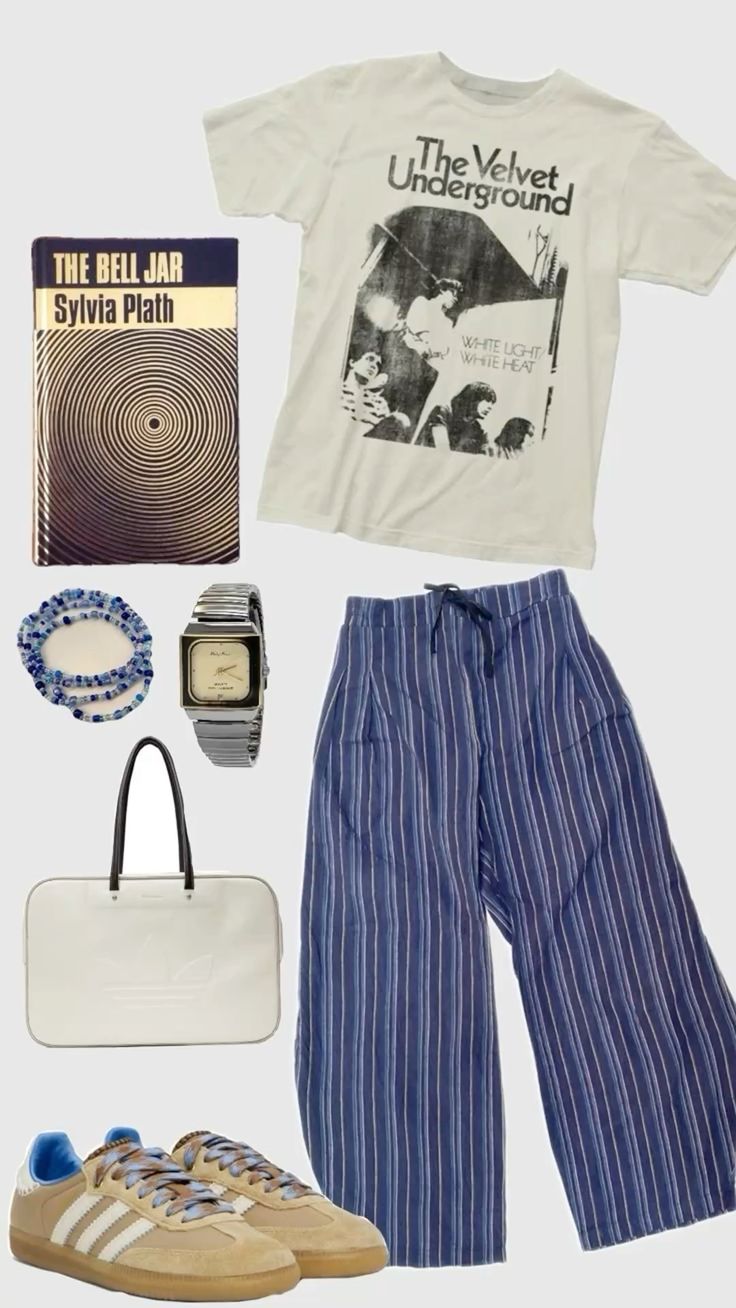 The Velvet
Underground
WHITE LIGHT/
WHITE HEAT
THE BELL JAR
Sylvia Plath